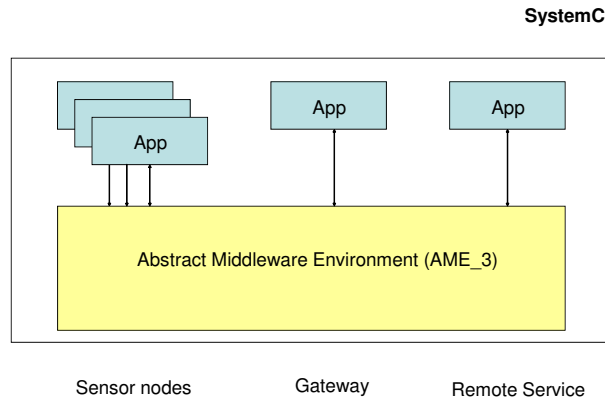 SystemC
App
App
App
Abstract Middleware Environment (AME_3)
Sensor nodes
Gateway
Remote Service